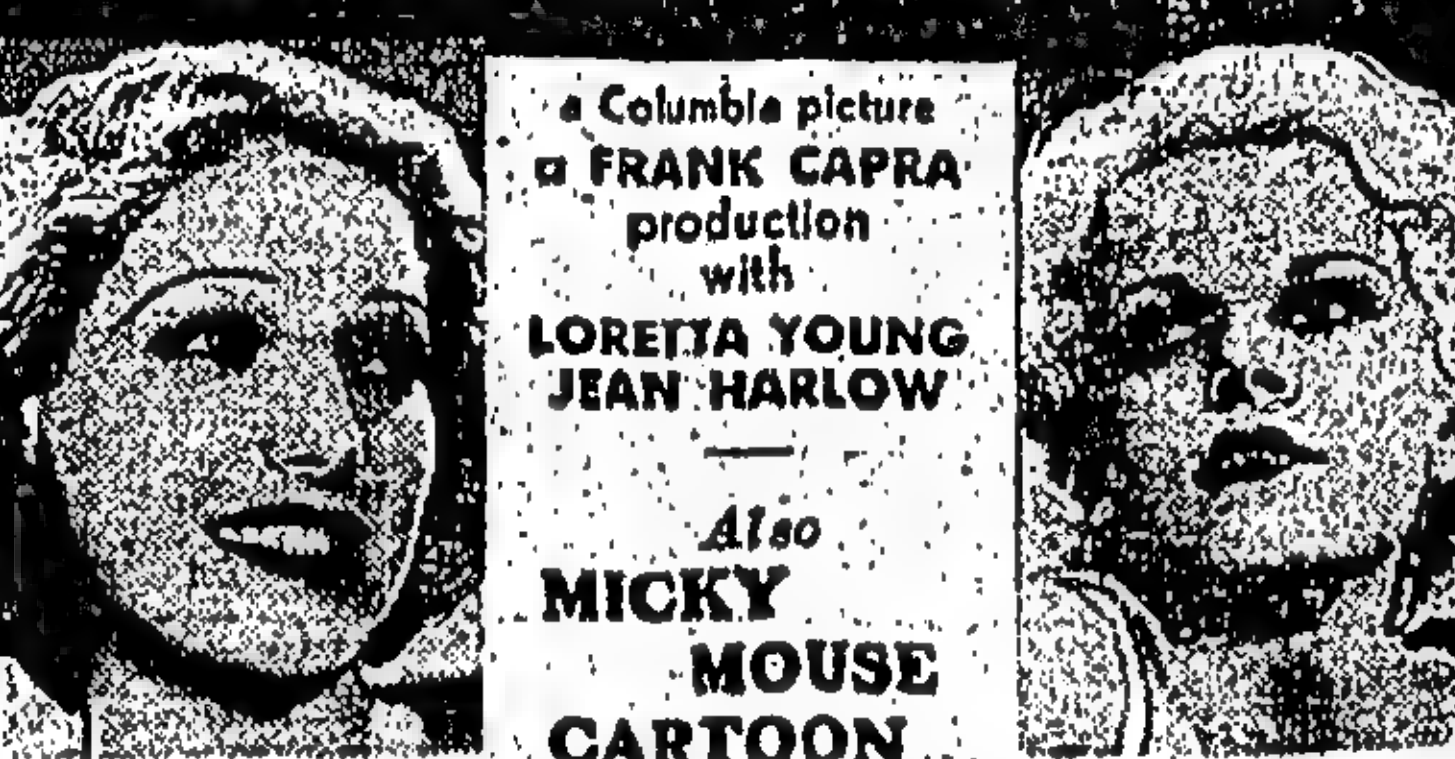 a Columbia picture
a FRANK CAPRA
production
with
LORETTA YOUNG
JEAN HARLOW
Also
MICKY
MOUSE
CARTOON